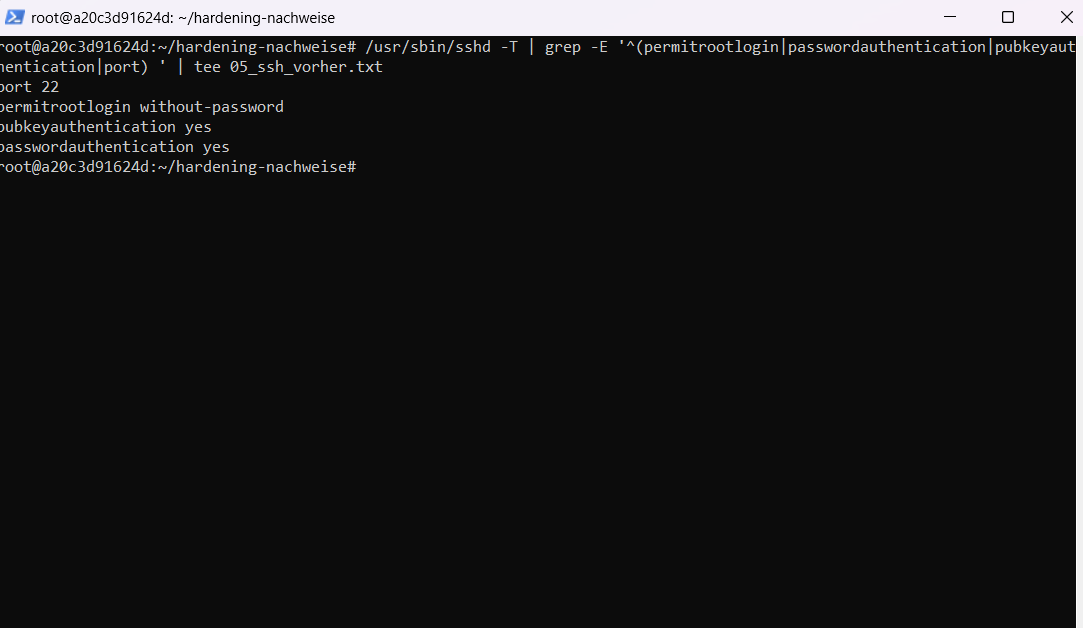 root@a20c3d91624d: ~/hardening-nachweise
root@a20c3d91624d:~/hardening-nachweise# /usr/sbin/sshd -T | grep -E '^(permitrootlogin|passwordauthentication|pubkeyaut
hentication|port) ' | tee 05_ssh_vorher.txt
port 22
permitrootlogin without-password
pubkeyauthentication yes
passwordauthentication yes
root@a20c3d91624d:~/hardening-nachweise#